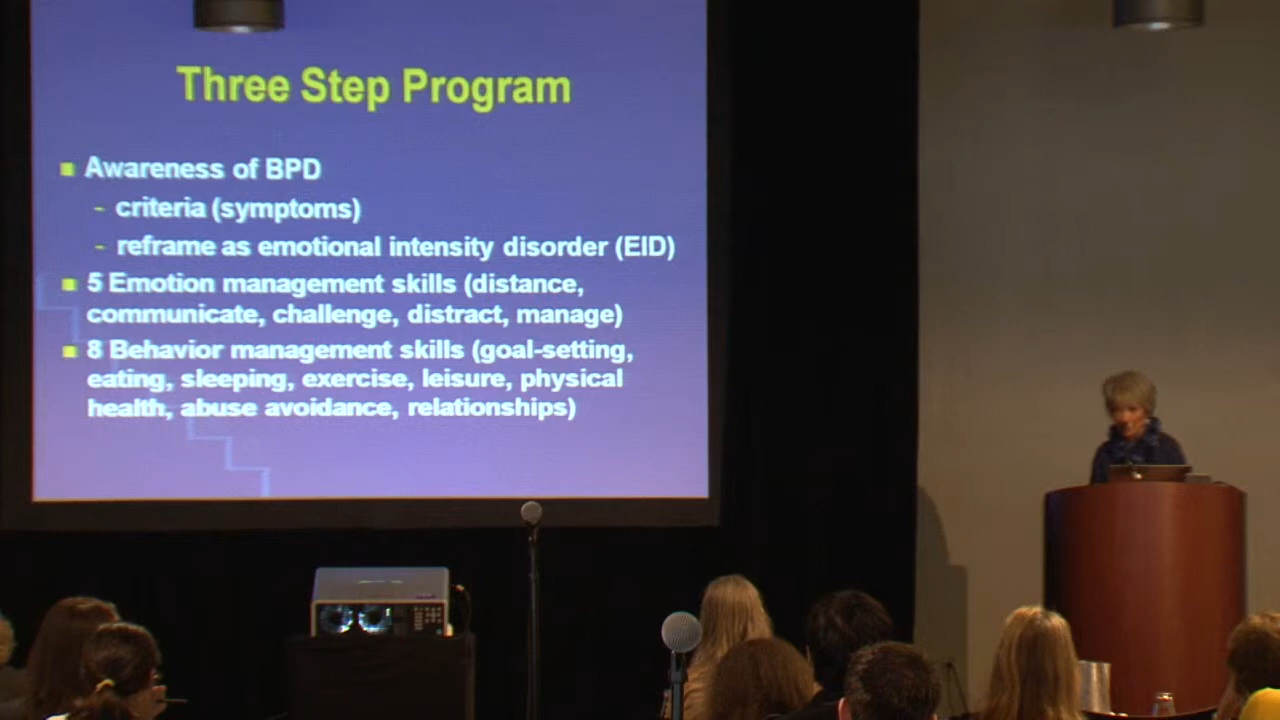 Three Step Program
Awareness of BPD
- criteria (symptoms)
- reframe as emotional intensity disorder (EID)
5 Emotion management skills (distance,
communicate, challenge, distract, manage)
8 Behavior management skills (goal-setting,
eating, sleeping, exercise, leisure, physical
health, abuse avoidance, relationships)